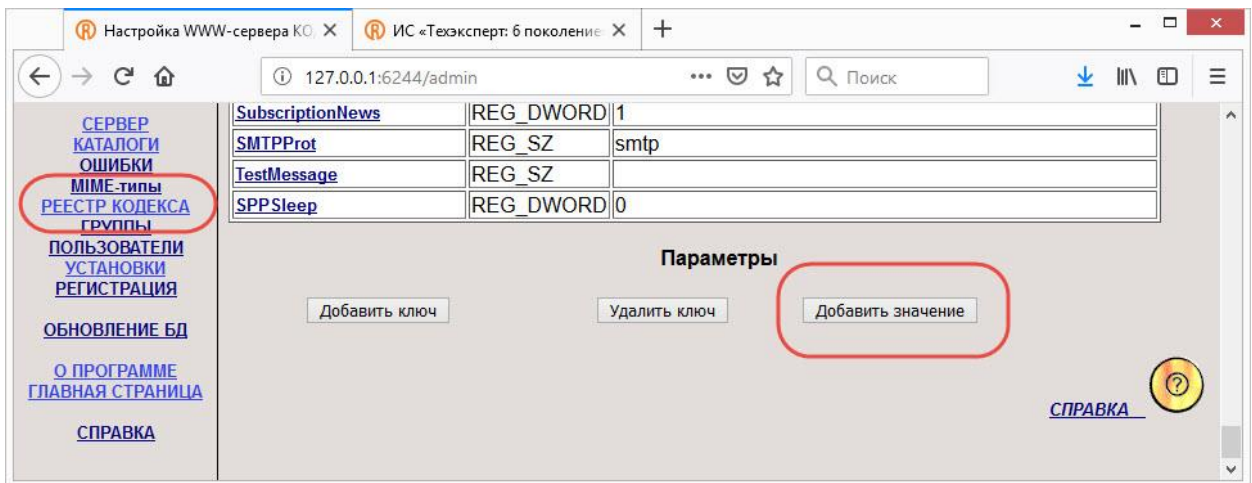 Настройка WWW-сервера КО
ИС «Техэксперт: 6 поколение
127.0.0.1:6244/admin
Поиск
СЕРВЕР
КАТАЛОГИ
ОШИБКИ
MIME-типы
РЕЕСТР КОДЕКСА
ГРУППЫ
ПОЛЬЗОВАТЕЛИ
УСТАНОВКИ
РЕГИСТРАЦИЯ
ОБНОВЛЕНИЕ БД
О ПРОГРАММЕ
ГЛАВНАЯ СТРАНИЦА
СПРАВКА
SubscriptionNews REG_DWORD 1
SMTPProt REG_SZ smtp
TestMessage REG_SZ
SPPSleep REG_DWORD 0
Параметры
Добавить ключ Удалить ключ Добавить значение
СПРАВКА